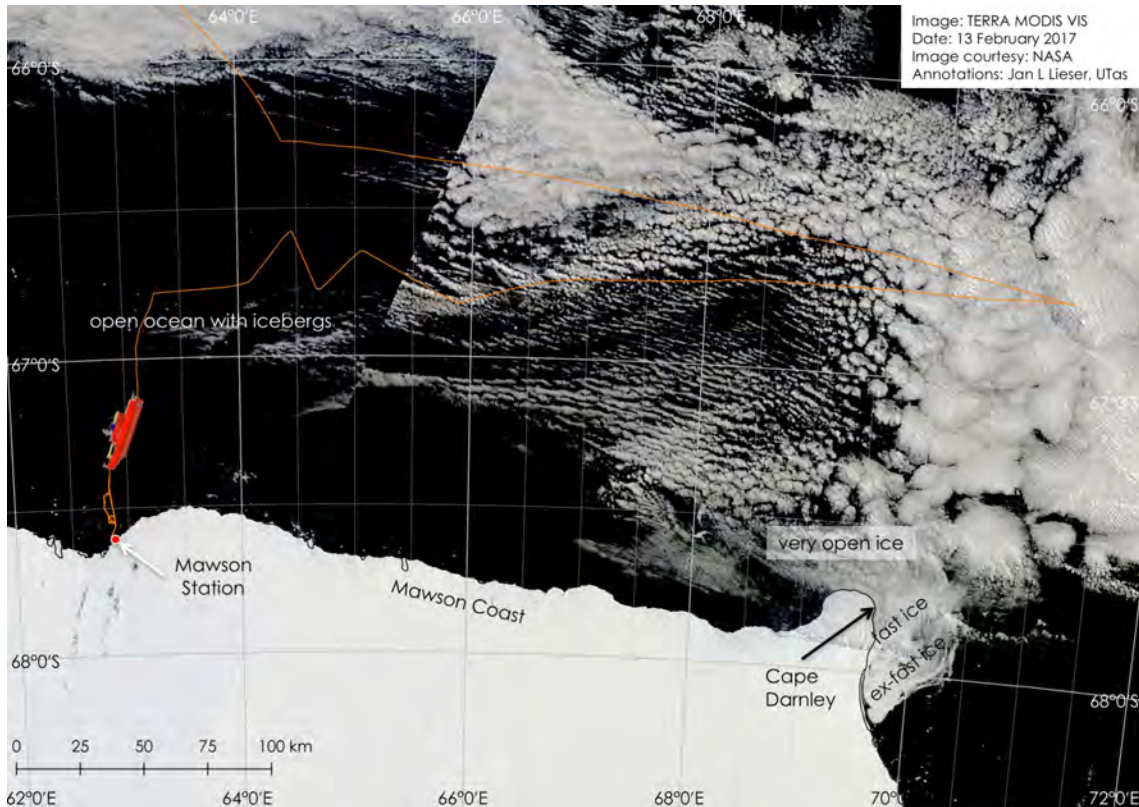 64°0'E
66°0'E
68°0'E
Image: TERRA MODIS VIS
Date: 13 February 2017
Image courtesy: NASA
Annotations: Jan L Lieser, UTas
66°0'S
66°0'S
open ocean with icebergs
67°0'S
67°0'S
very open ice
Mawson
Station
Mawson Coast
fast ice
ex-fast ice
Cape
Darnley
68°0'S
68°0'S
0 25 50 75 100 km
62°0'E
64°0'E
66°0'E
68°0'E
70°0'E
72°0'E